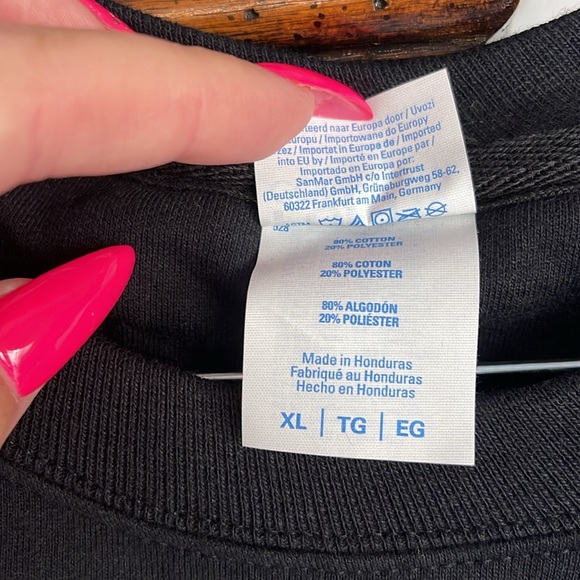 Europa door / Uvozi
Europu / Importowane do Europy
Importat in Europa de / Imported
into EU by / Importé en Europe par /
Importado en Europa por:
SanMar GmbH c/o Intertrust
(Deutschland) GmbH, Grüneburgweg 58-62,
60322 Frankfurt am Main, Germany
80% COTTON
20% POLYESTER
80% COTON
20% POLYESTER
80% ALGODÓN
20% POLIÉSTER
Made in Honduras
Fabriqué au Honduras
Hecho en Honduras
XL | TG | EG